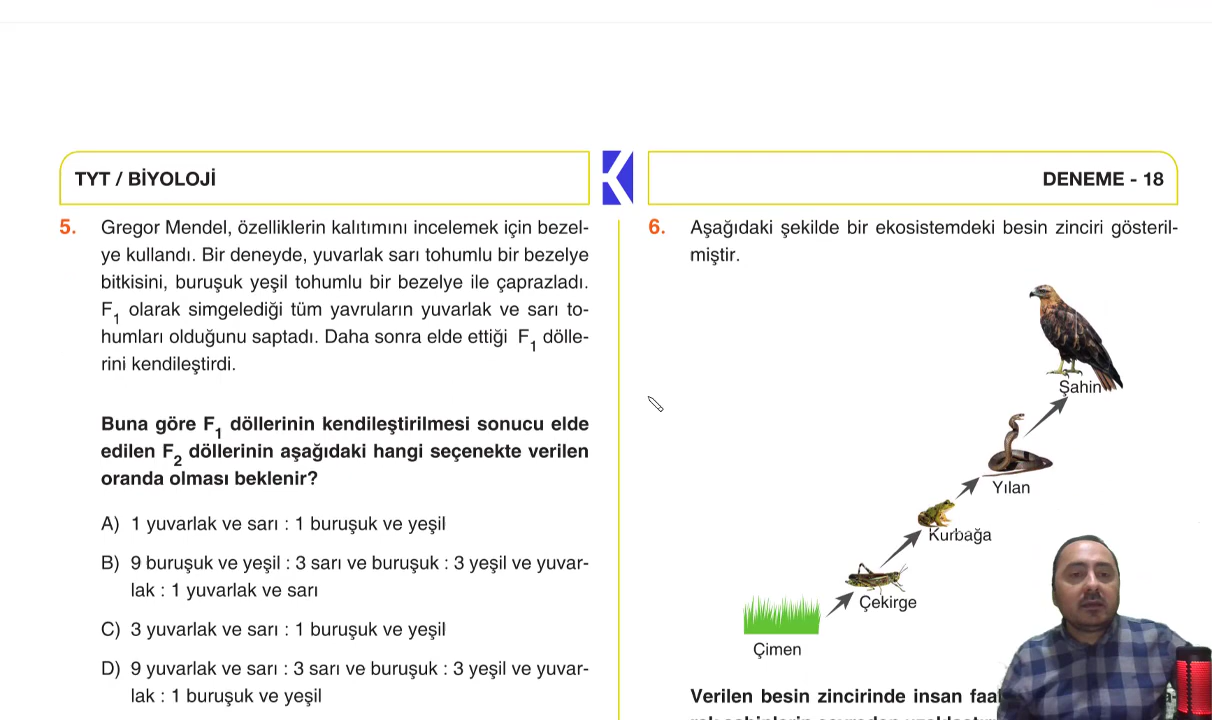 TYT / BİYOLOJİ
DENEME - 18
5. Gregor Mendel, özelliklerin kalıtımını incelemek için bezel-
ye kullandı. Bir deneyde, yuvarlak sarı tohumlu bir bezelye
bitkisini, buruşuk yeşil tohumlu bir bezelye ile çaprazladı.
F1 olarak simgelediği tüm yavruların yuvarlak ve sarı to-
humları olduğunu saptadı. Daha sonra elde ettiği F1 dölle-
rini kendileştirdi.
Buna göre F1 döllerinin kendileştirilmesi sonucu elde
edilen F2 döllerinin aşağıdaki hangi seçenekte verilen
oranda olması beklenir?
A) 1 yuvarlak ve sarı : 1 buruşuk ve yeşil
B) 9 buruşuk ve yeşil : 3 sarı ve buruşuk : 3 yeşil ve yuvar-
lak : 1 yuvarlak ve sarı
C) 3 yuvarlak ve sarı : 1 buruşuk ve yeşil
D) 9 yuvarlak ve sarı : 3 sarı ve buruşuk : 3 yeşil ve yuvar-
lak : 1 buruşuk ve yeşil
6. Aşağıdaki şekilde bir ekosistemdeki besin zinciri gösteril-
miştir.
Şahin
Yılan
Kurbağa
Çekirge
Çimen
Verilen besin zincirinde insan